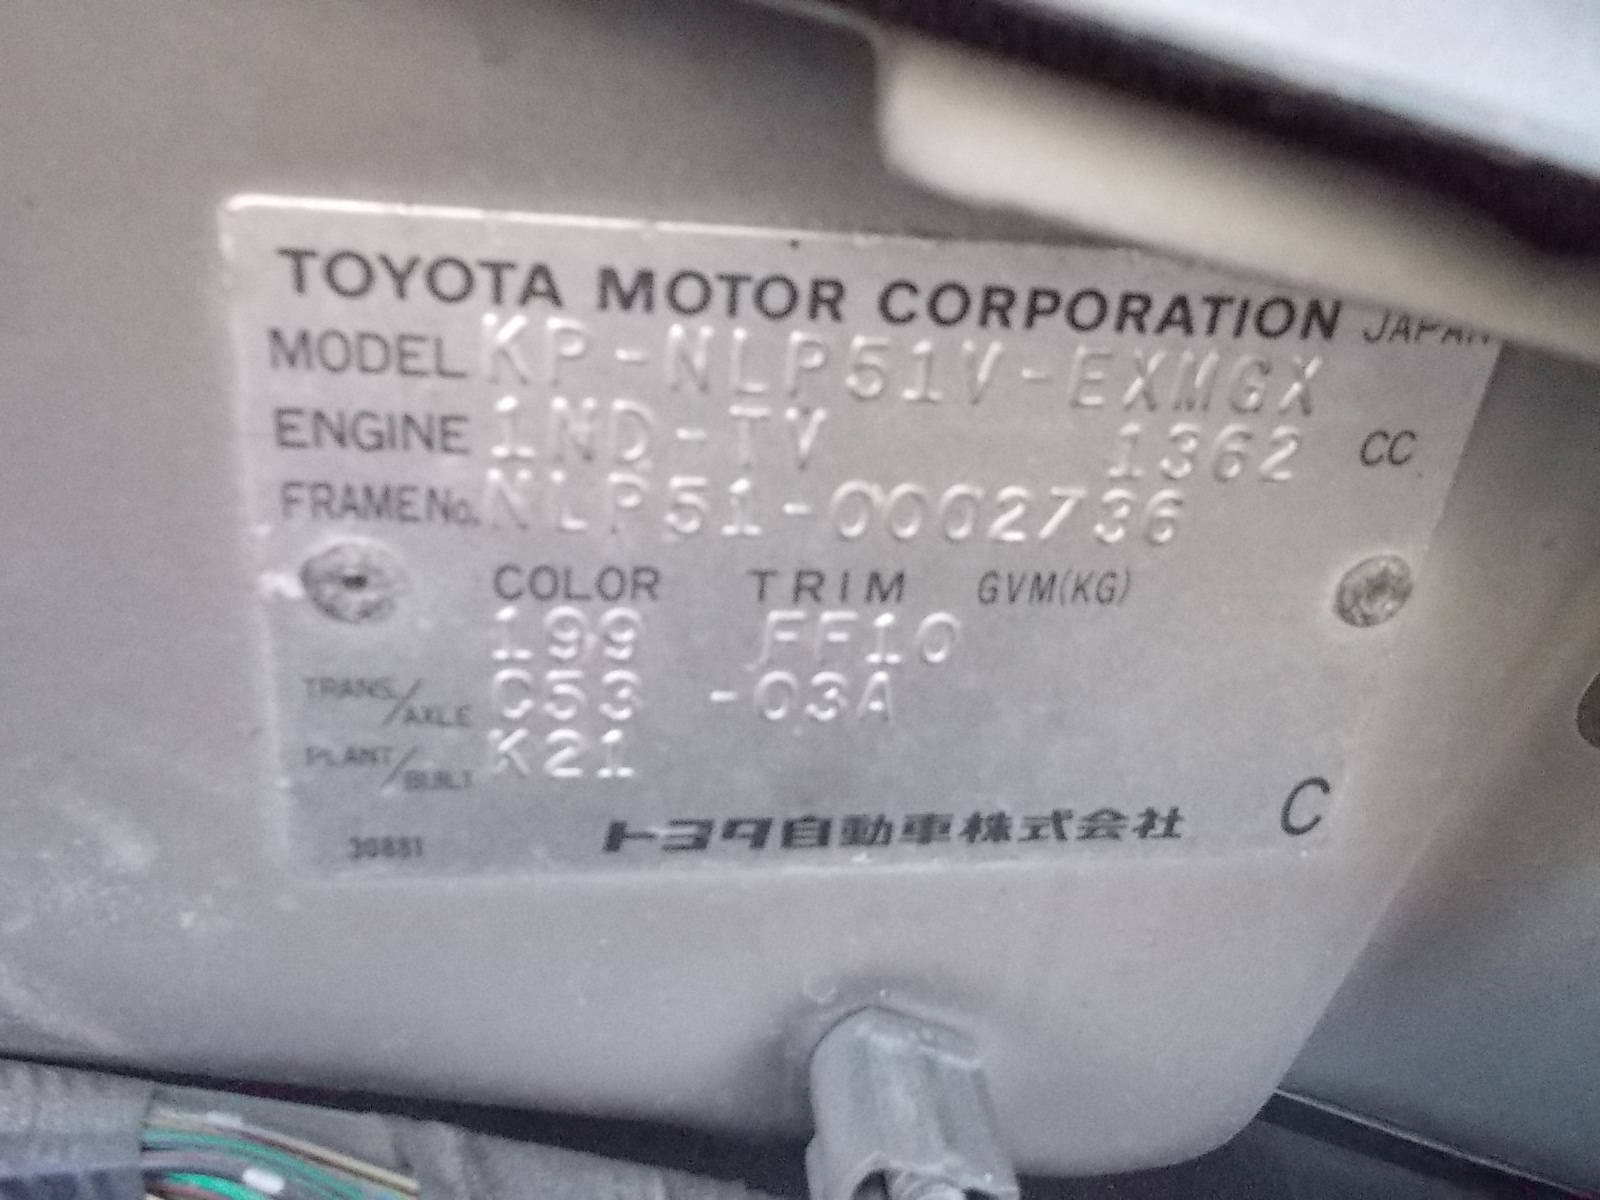 TOYOTA MOTOR CORPORATION JAPAN
MODEL KP-NLP51V-EXMGX
ENGINE 1ND-TV 1362 CC
FRAME No. NLP51-0002736
COLOR TRIM GVM(KG)
199 FF10
TRANS./AXLE C53 -03A
PLANT/BUILT K21
トヨタ自動車株式会社 C
30881